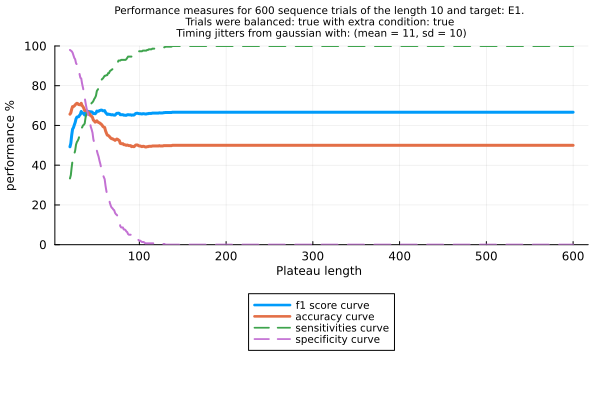 Performance measures for 600 sequence trials of the length 10 and target: E1.
Trials were balanced: true with extra condition: true
Timing jitters from gaussian with: (mean = 11, sd = 10)
100
80
60
40
20
0
performance %
100
200
300
400
500
600
Plateau length
f1 score curve
accuracy curve
sensitivities curve
specificity curve